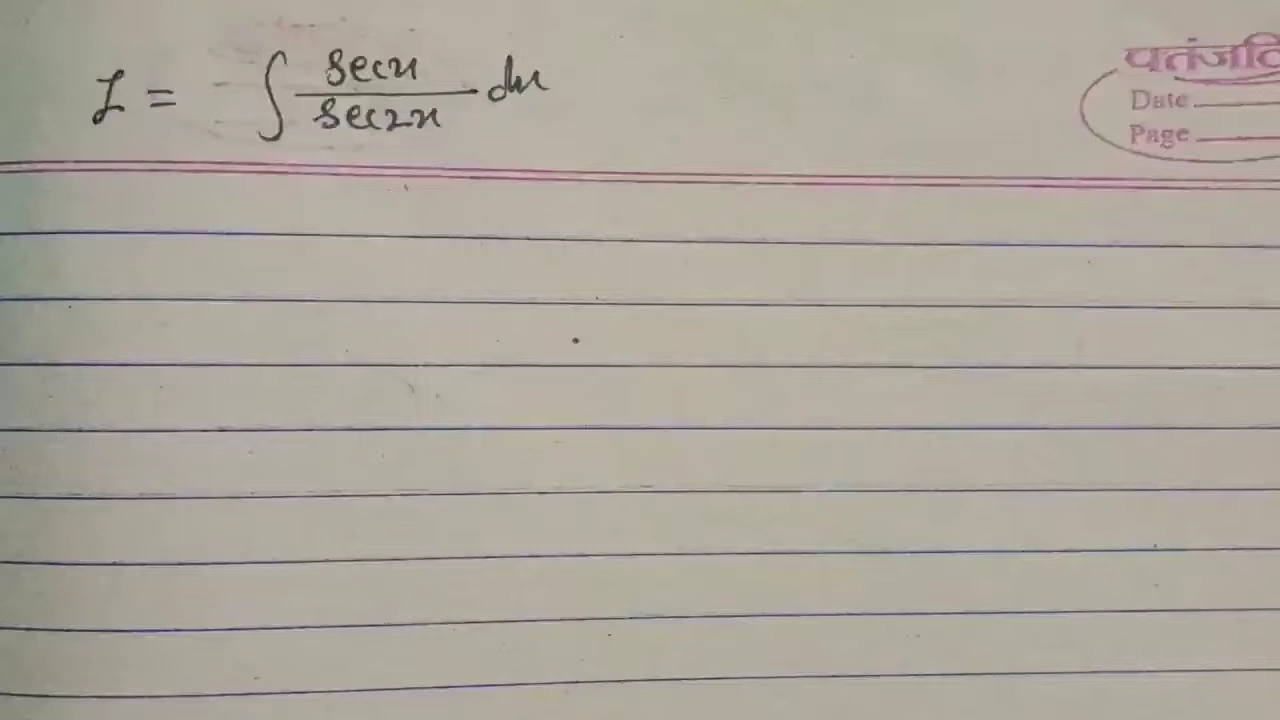 I = ∫ secx / sec2x dx
पतंजलि
Date
Page